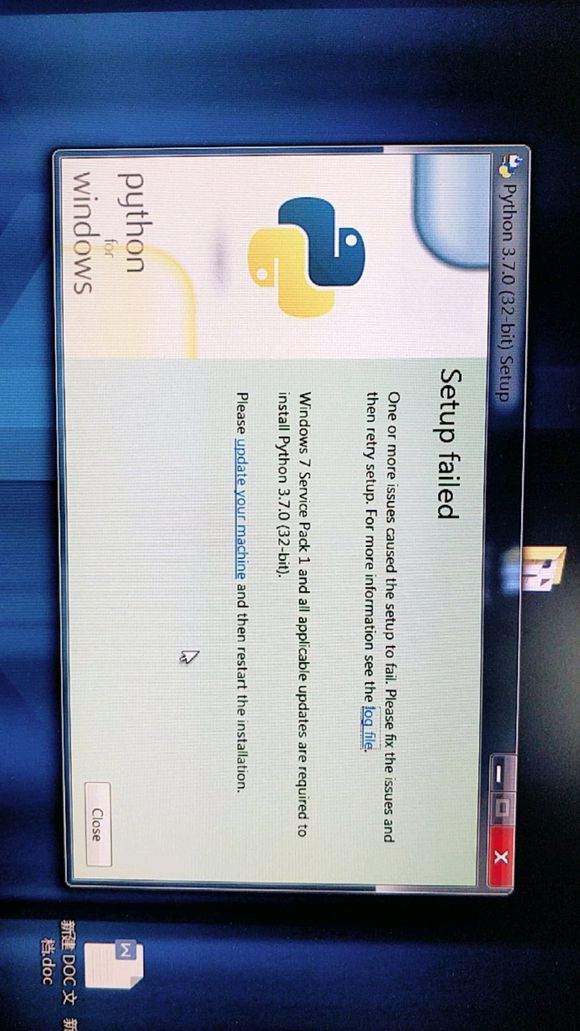 Python 3.7.0 (32-bit) Setup
Setup failed
One or more issues caused the setup to fail. Please fix the issues and
then retry setup. For more information see the log file.
Windows 7 Service Pack 1 and all applicable updates are required to
install Python 3.7.0 (32-bit).
Please update your machine and then restart the installation.
python
for
windows
Close
W
新建 DOC 文
档.doc
新